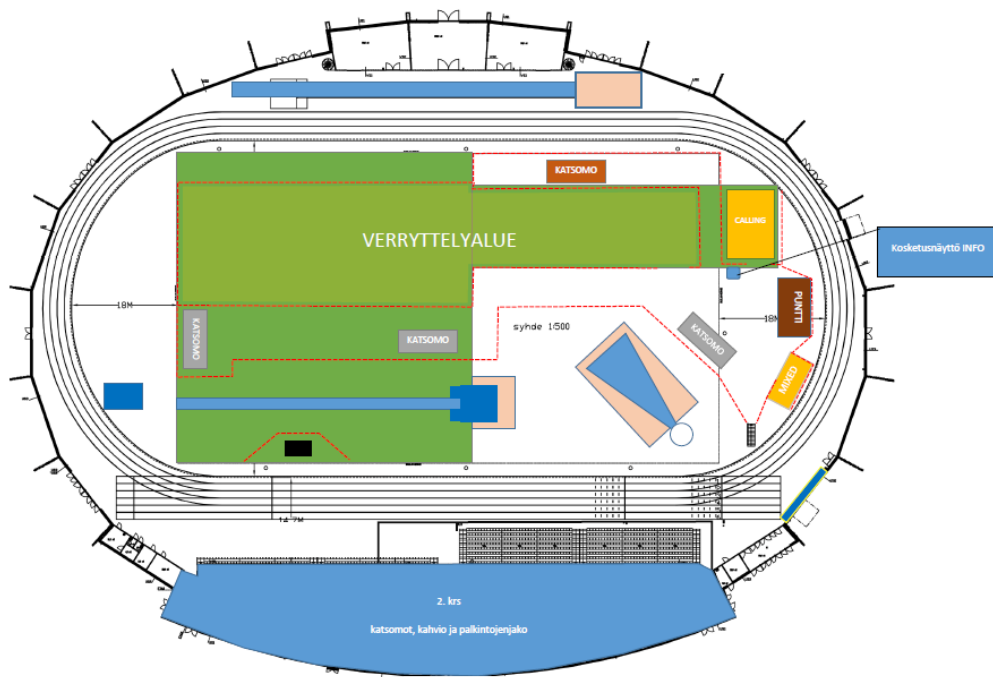 KATSOMO
CALLING
VERRYTTELYALUE
Kosketusnäyttö INFO
18M
PUNTTI
18M
KATSOMO
KATSOMO
syhde 1/500
KATSOMO
MIXED
14.7M
2. krs
katsomot, kahvio ja palkintojenjako